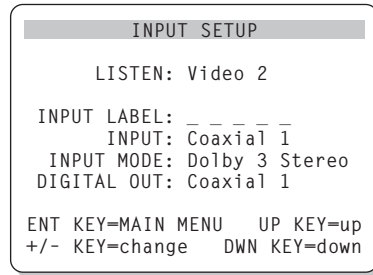 INPUT SETUP
LISTEN: Video 2
INPUT LABEL: _ _ _ _ _
INPUT: Coaxial 1
INPUT MODE: Dolby 3 Stereo
DIGITAL OUT: Coaxial 1
ENT KEY=MAIN MENU UP KEY=up
+/- KEY=change DWN KEY=down